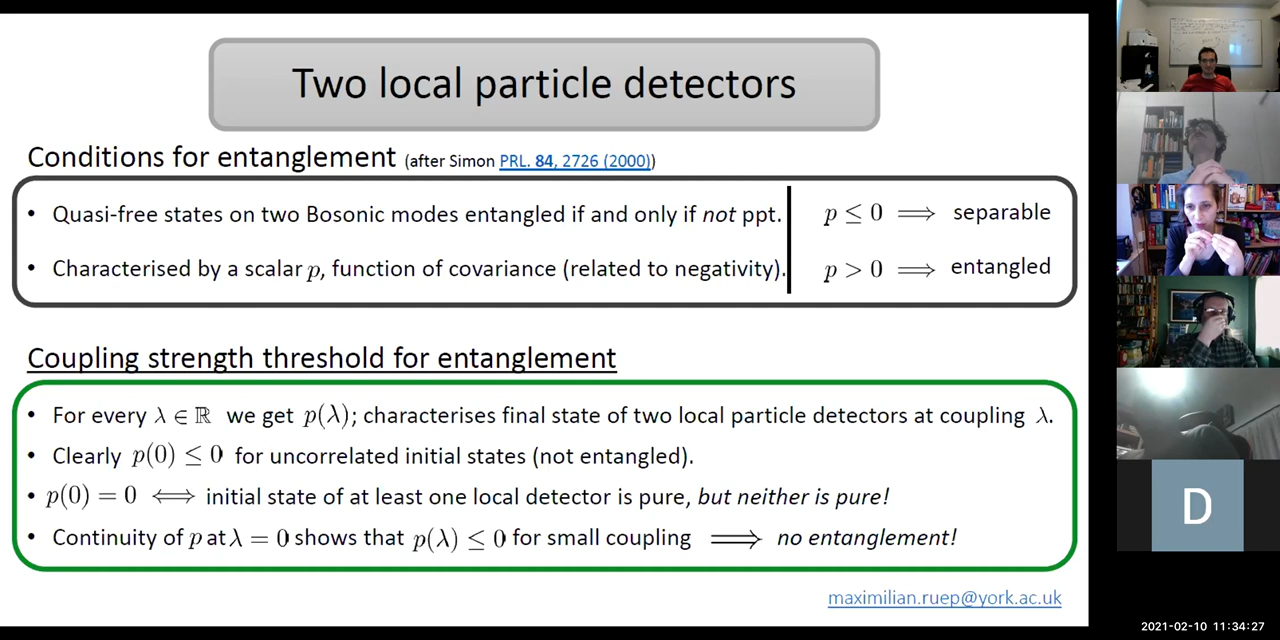 Two local particle detectors
Conditions for entanglement (after Simon PRL. 84, 2726 (2000))
• Quasi-free states on two Bosonic modes entangled if and only if not ppt.
p ≤ 0 ⟹ separable
• Characterised by a scalar p, function of covariance (related to negativity).
p > 0 ⟹ entangled
Coupling strength threshold for entanglement
• For every λ ∈ ℝ we get p(λ); characterises final state of two local particle detectors at coupling λ.
• Clearly p(0) ≤ 0 for uncorrelated initial states (not entangled).
• p(0) = 0 ⟺ initial state of at least one local detector is pure, but neither is pure!
• Continuity of p at λ = 0 shows that p(λ) ≤ 0 for small coupling ⟹ no entanglement!
maximilian.ruep@york.ac.uk
D
2021-02-10 11:34:27